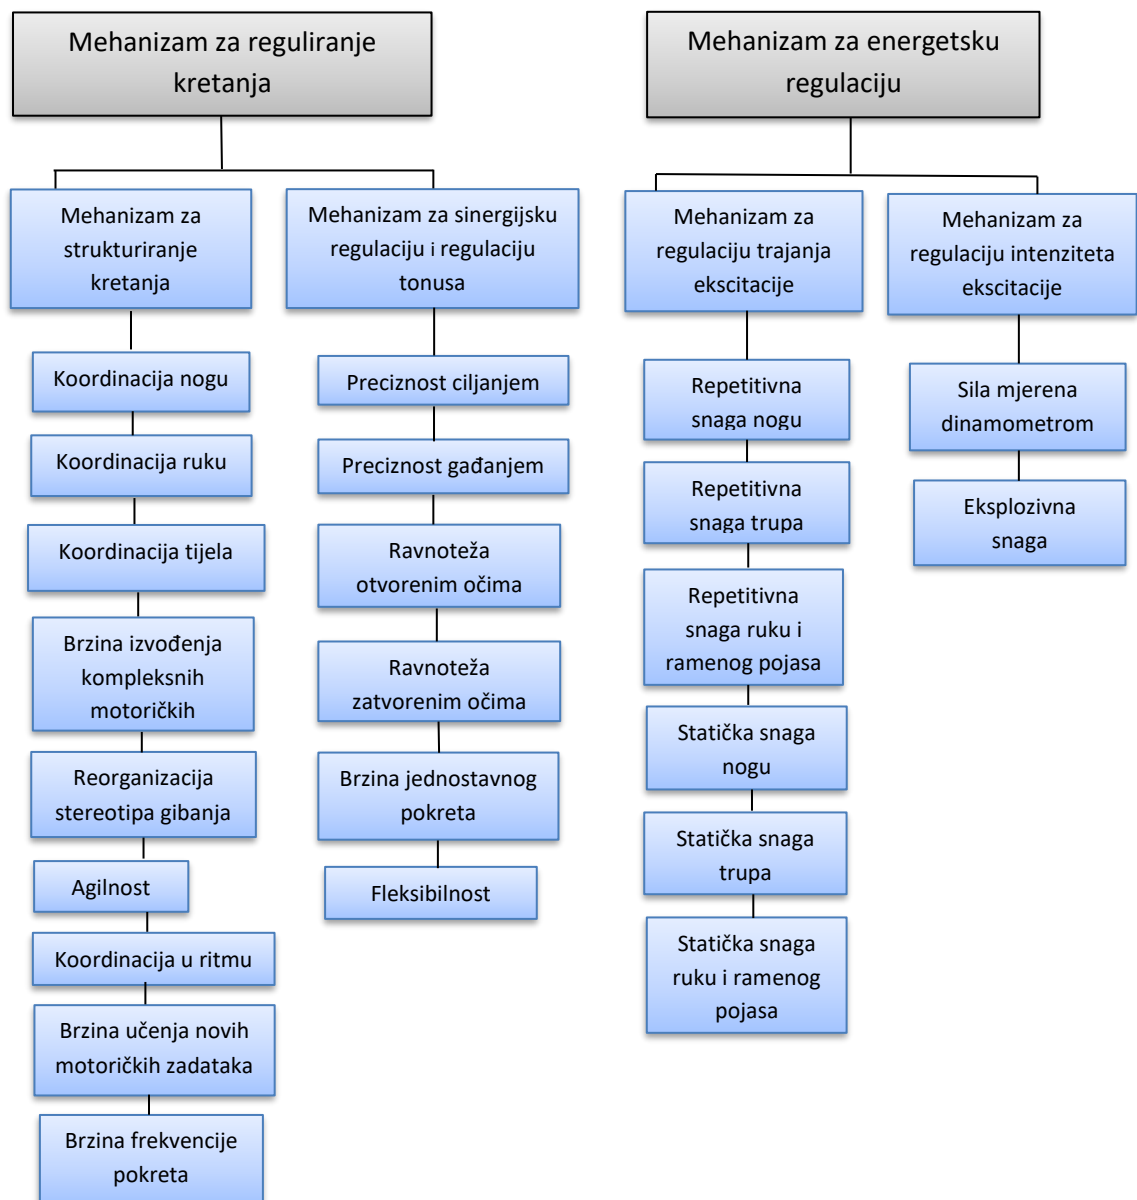 Mehanizam za reguliranje
kretanja
Mehanizam za
strukturiranje
kretanja
Koordinacija nogu
Koordinacija ruku
Koordinacija tijela
Brzina izvođenja
kompleksnih
motoričkih
Reorganizacija
stereotipa gibanja
Agilnost
Koordinacija u ritmu
Brzina učenja novih
motoričkih zadataka
Brzina frekvencije
pokreta
Mehanizam za sinergijsku
regulaciju i regulaciju
tonusa
Preciznost ciljanjem
Preciznost gađanjem
Ravnoteža
otvorenim očima
Ravnoteža
zatvorenim očima
Brzina jednostavnog
pokreta
Fleksibilnost
Mehanizam za energetsku
regulaciju
Mehanizam za
regulaciju trajanja
ekscitacije
Repetitivna
snaga nogu
Repetitivna
snaga trupa
Repetitivna
snaga ruku i
ramenog pojasa
Statička snaga
nogu
Statička snaga
trupa
Statička snaga
ruku i ramenog
pojasa
Mehanizam za
regulaciju intenziteta
ekscitacije
Sila mjerena
dinamometrom
Eksplozivna
snaga